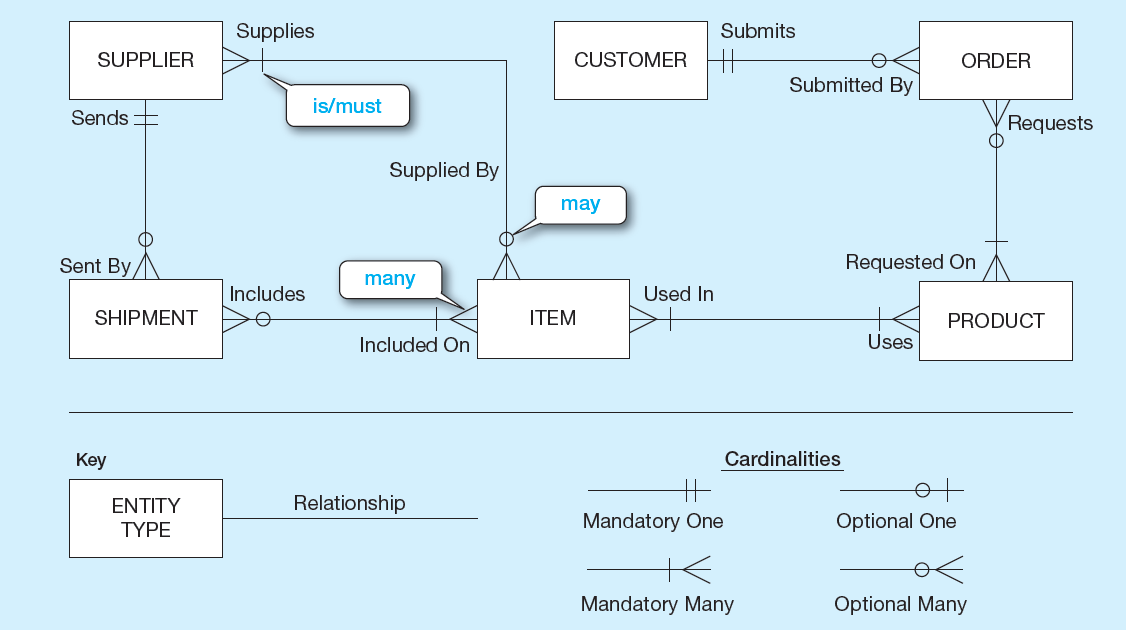 Supplies
Submits
SUPPLIER
CUSTOMER
ORDER
Submitted By
is/must
Sends
Requests
Supplied By
may
Sent By
many
Requested On
Includes
Used In
SHIPMENT
ITEM
PRODUCT
Included On
Uses
Key
Cardinalities
ENTITY
TYPE
Relationship
Mandatory One
Optional One
Mandatory Many
Optional Many